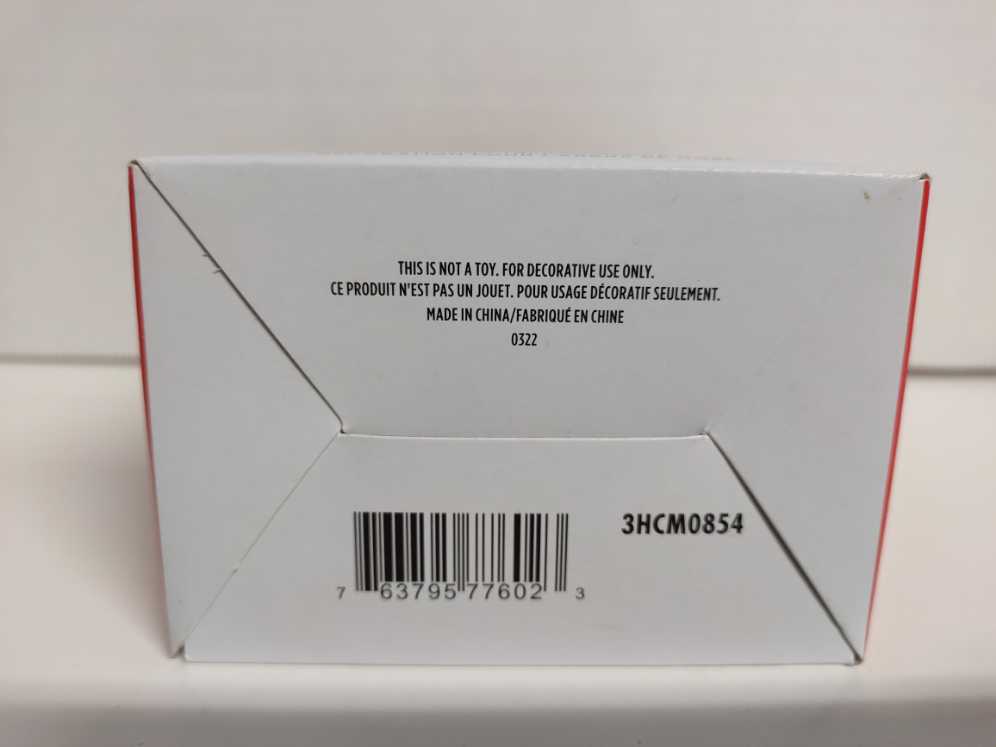 THIS IS NOT A TOY. FOR DECORATIVE USE ONLY.
CE PRODUIT N'EST PAS UN JOUET. POUR USAGE DÉCORATIF SEULEMENT.
MADE IN CHINA/FABRIQUÉ EN CHINE
0322
3HCM0854
7 63795 77602 3